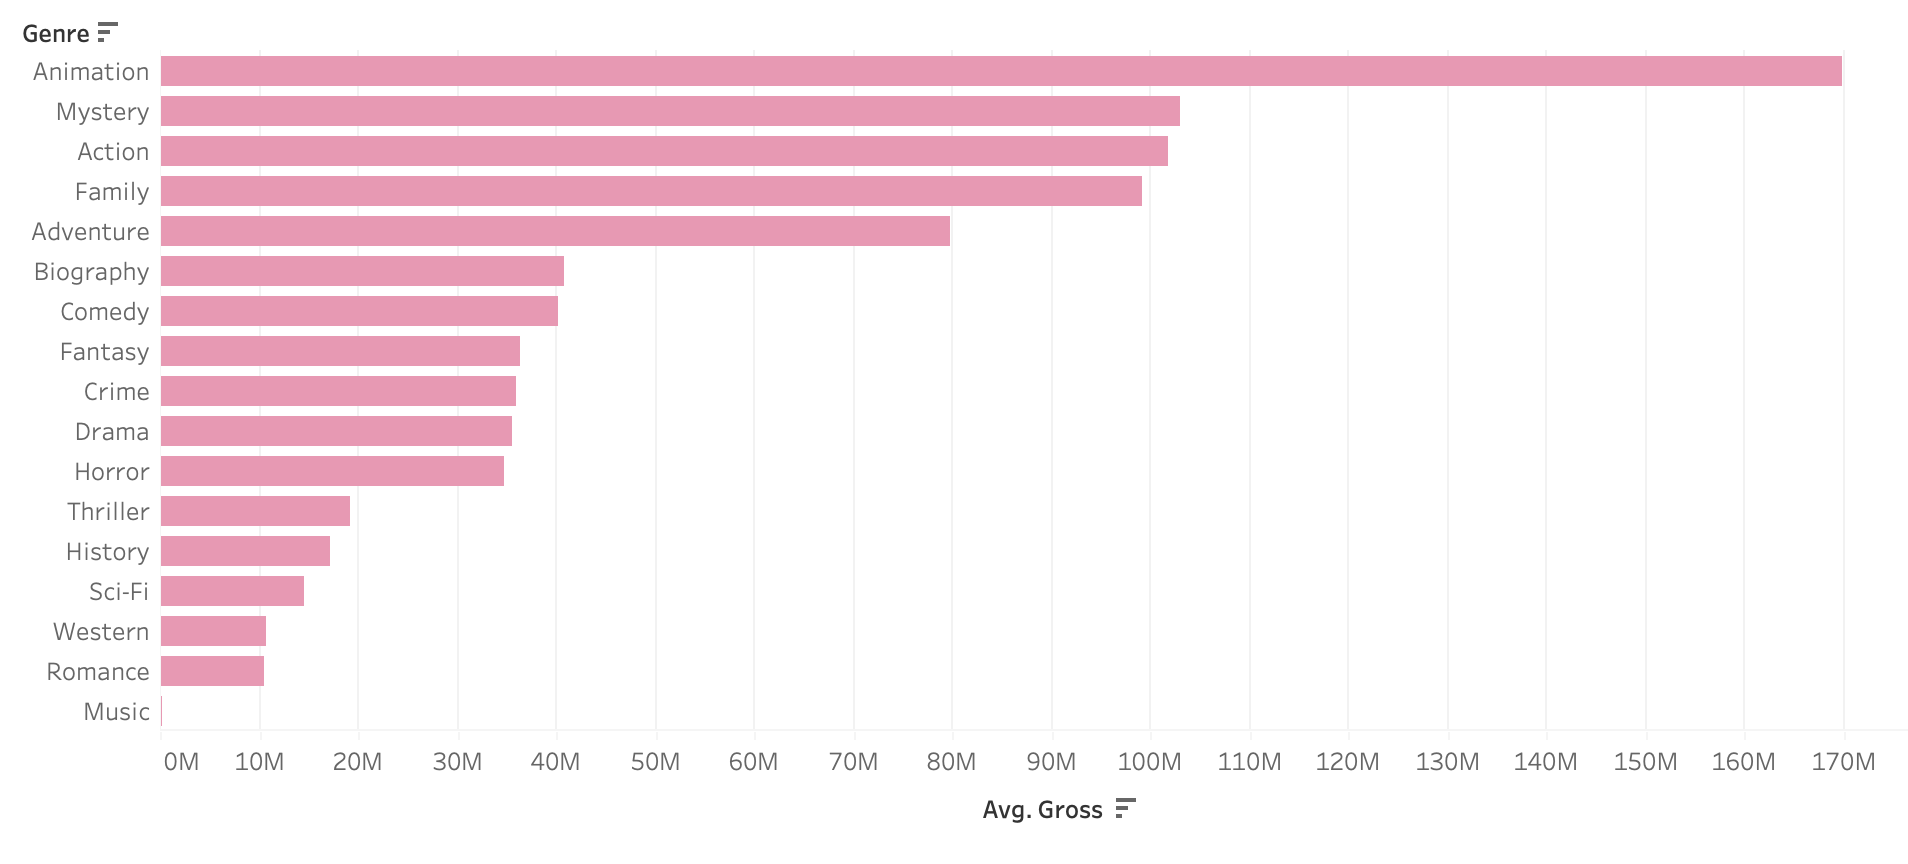 Genre
Animation
Mystery
Action
Family
Adventure
Biography
Comedy
Fantasy
Crime
Drama
Horror
Thriller
History
Sci-Fi
Western
Romance
Music
0M 10M 20M 30M 40M 50M 60M 70M 80M 90M 100M 110M 120M 130M 140M 150M 160M 170M
Avg. Gross